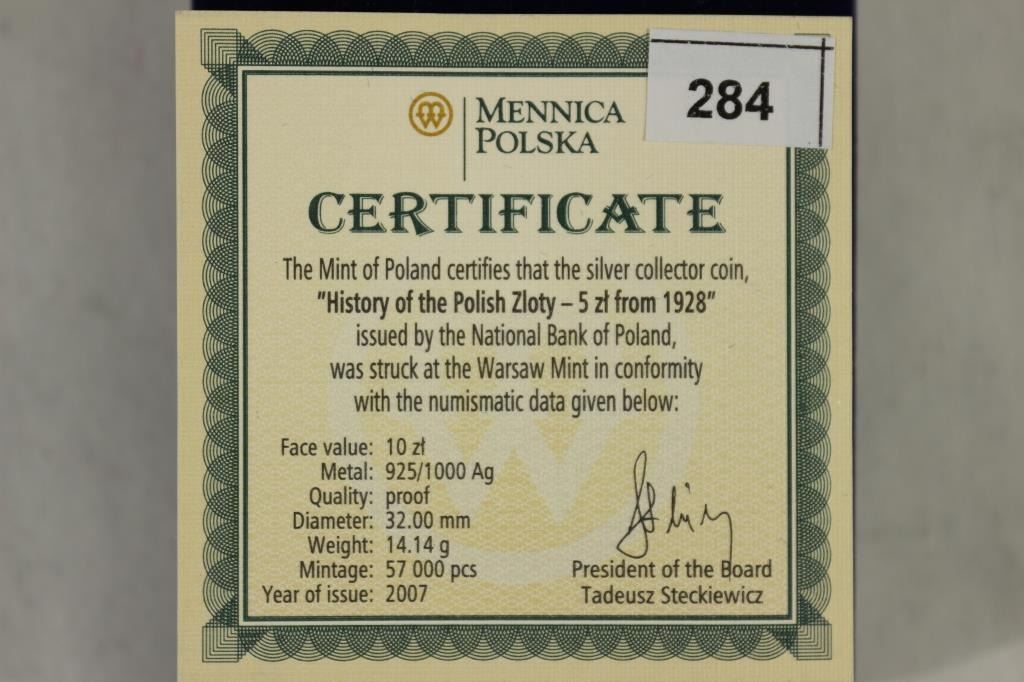 284
MENNICA
POLSKA
CERTIFICATE
The Mint of Poland certifies that the silver collector coin,
"History of the Polish Zloty – 5 zł from 1928"
issued by the National Bank of Poland,
was struck at the Warsaw Mint in conformity
with the numismatic data given below:
Face value: 10 zł
Metal: 925/1000 Ag
Quality: proof
Diameter: 32.00 mm
Weight: 14.14 g
Mintage: 57 000 pcs
Year of issue: 2007
President of the Board
Tadeusz Steckiewicz